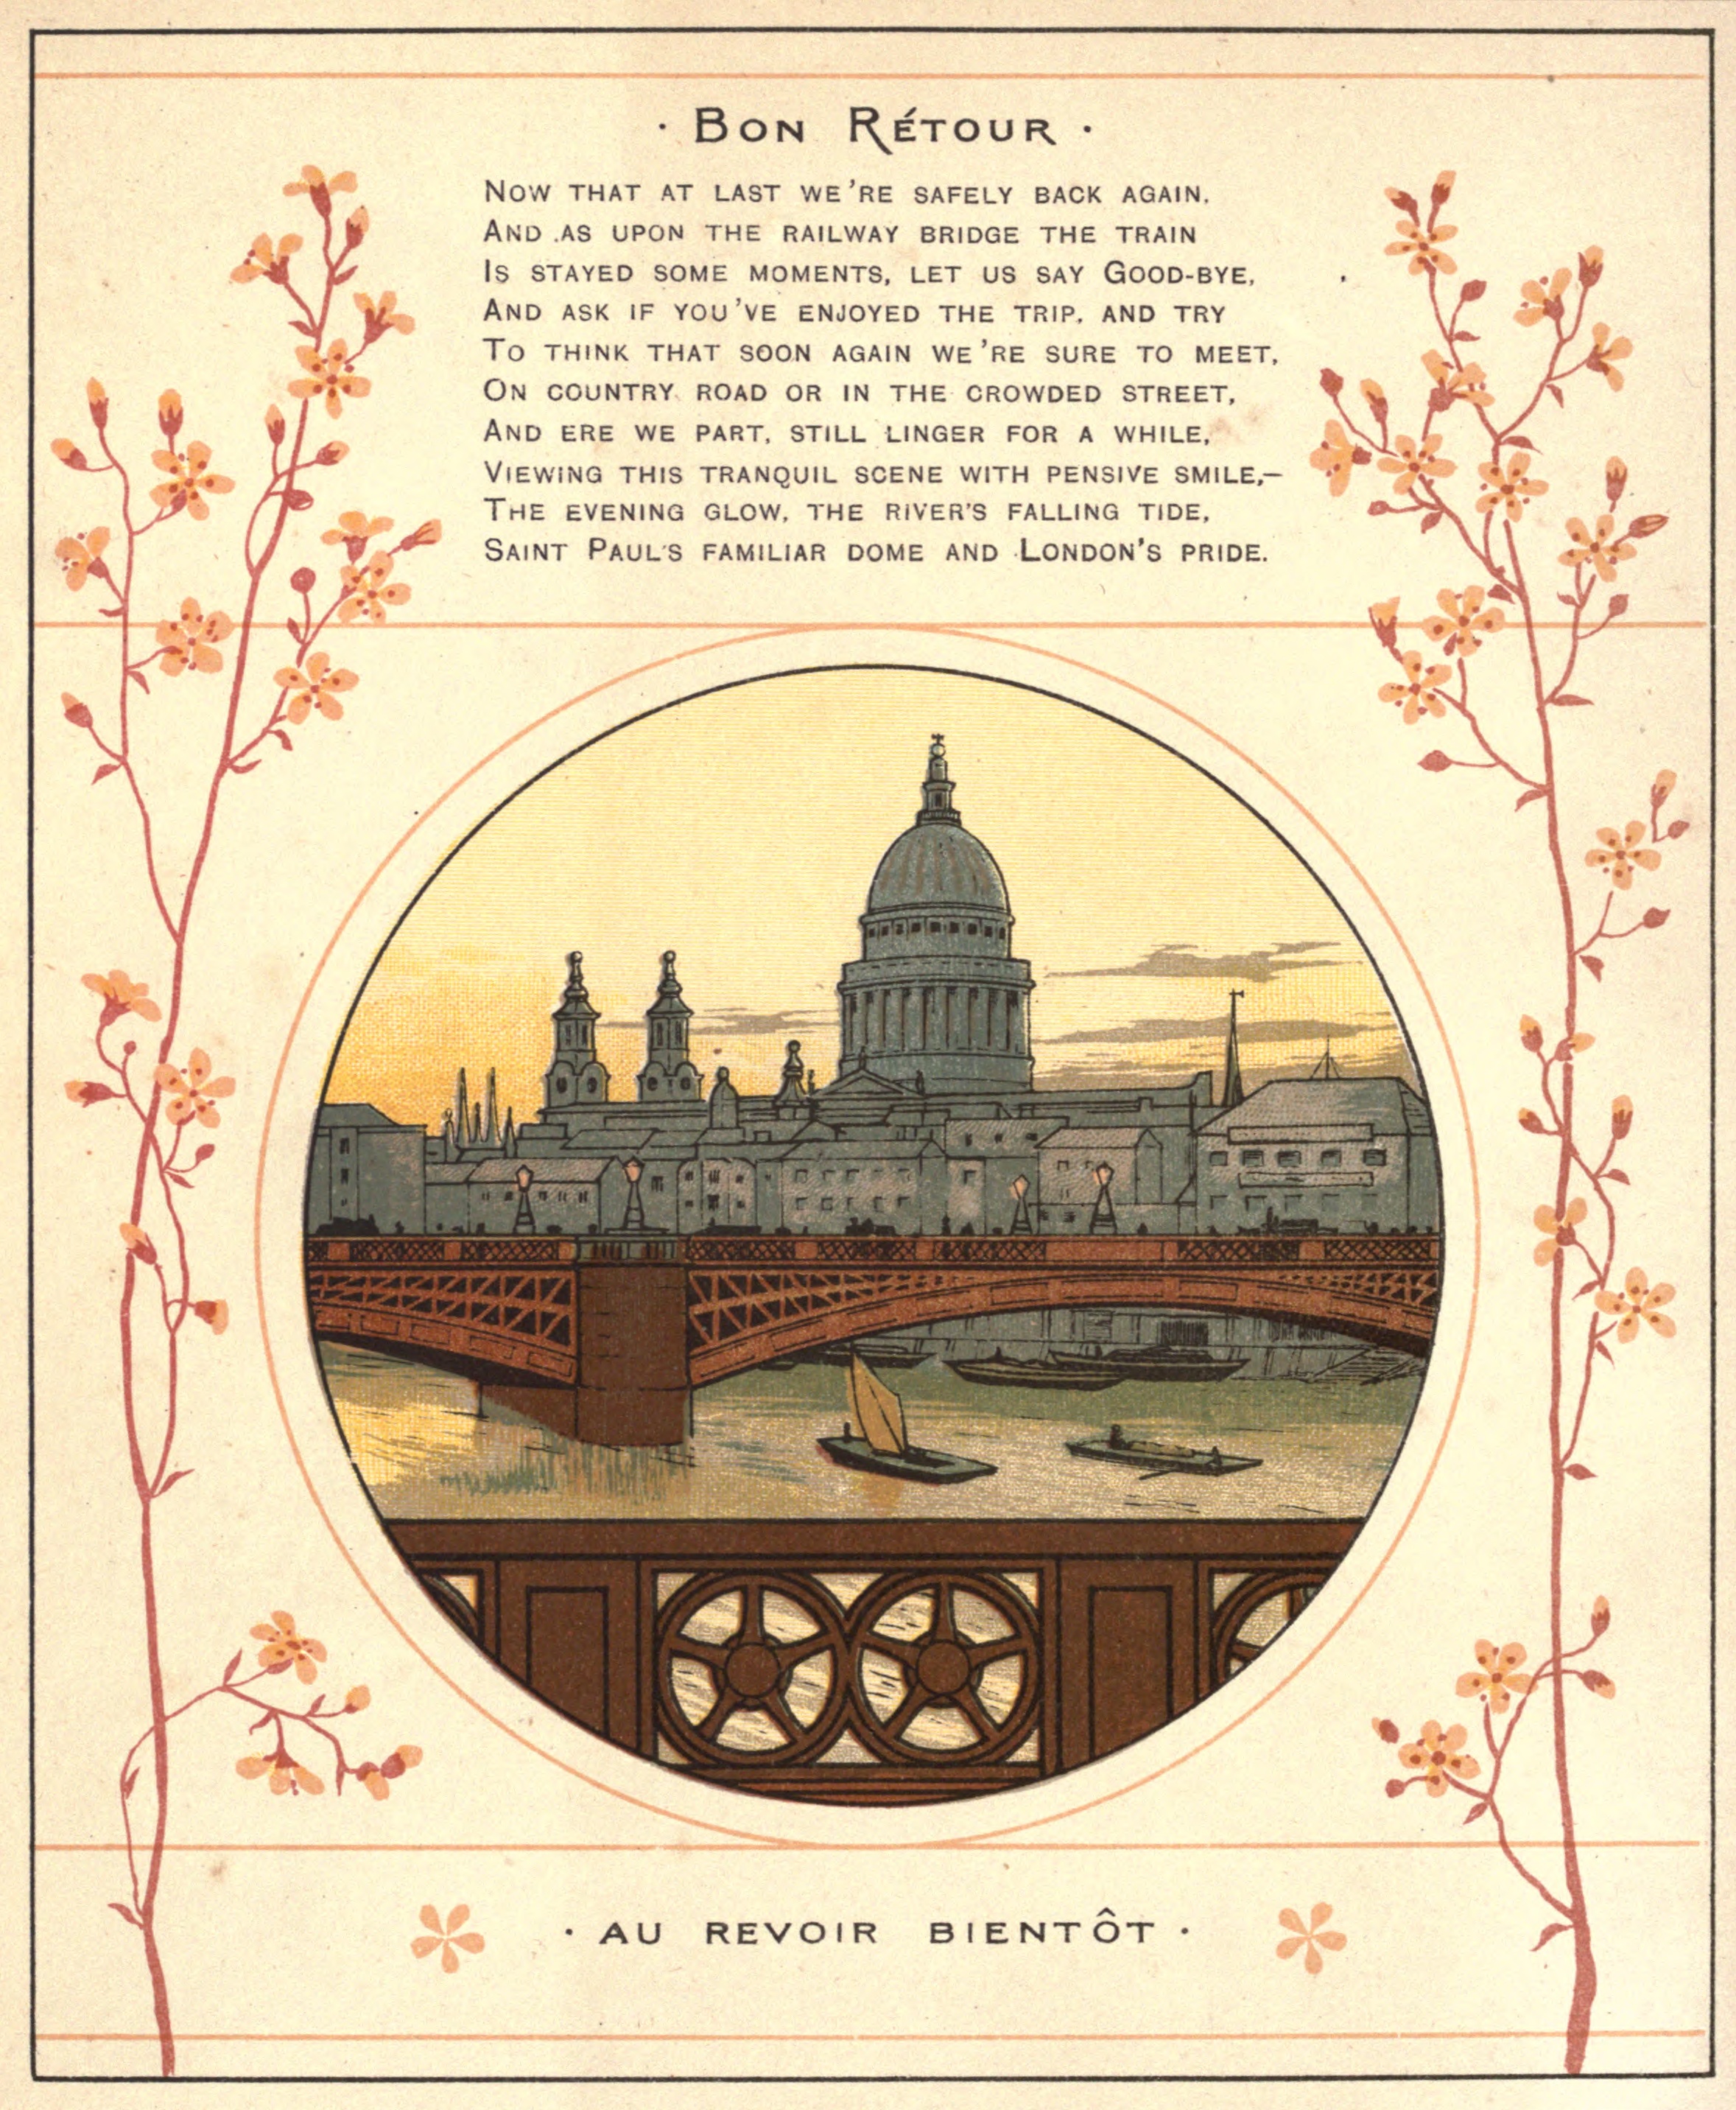 · BON RÉTOUR ·
NOW THAT AT LAST WE'RE SAFELY BACK AGAIN,
AND AS UPON THE RAILWAY BRIDGE THE TRAIN
IS STAYED SOME MOMENTS, LET US SAY GOOD-BYE,
AND ASK IF YOU'VE ENJOYED THE TRIP, AND TRY
TO THINK THAT SOON AGAIN WE'RE SURE TO MEET,
ON COUNTRY ROAD OR IN THE CROWDED STREET,
AND ERE WE PART, STILL LINGER FOR A WHILE,
VIEWING THIS TRANQUIL SCENE WITH PENSIVE SMILE,—
THE EVENING GLOW, THE RIVER'S FALLING TIDE,
SAINT PAUL'S FAMILIAR DOME AND LONDON'S PRIDE.
· AU REVOIR BIENTÔT ·